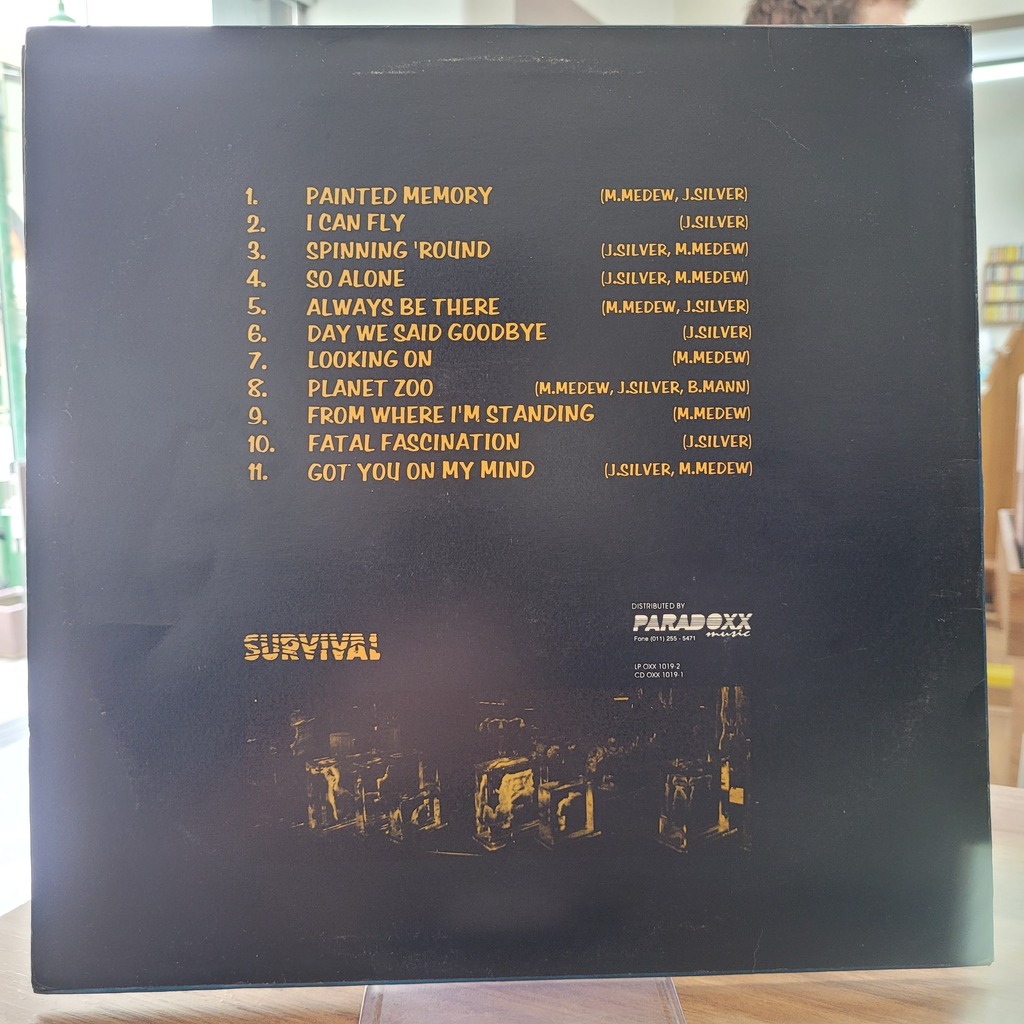 1. PAINTED MEMORY (M.MEDEW, J.SILVER)
2. I CAN FLY (J.SILVER)
3. SPINNING 'ROUND (J.SILVER, M.MEDEW)
4. SO ALONE (J.SILVER, M.MEDEW)
5. ALWAYS BE THERE (M.MEDEW, J.SILVER)
6. DAY WE SAID GOODBYE (J.SILVER)
7. LOOKING ON (M.MEDEW)
8. PLANET ZOO (M.MEDEW, J.SILVER, B.MANN)
9. FROM WHERE I'M STANDING (M.MEDEW)
10. FATAL FASCINATION (J.SILVER)
11. GOT YOU ON MY MIND (J.SILVER, M.MEDEW)
SURVIVAL
DISTRIBUTED BY
PARADOXX
music
Fone (011) 255 - 5471
LP OXX 1019-2
CD OXX 1019-1